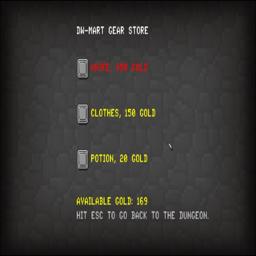 DW-MART GEAR STORE
GOLD
CLOTHES, 150 GOLD
POTION, 20 GOLD
AVAILABLE GOLD: 169
HIT ESC TO GO BACK TO THE DUNGEON.